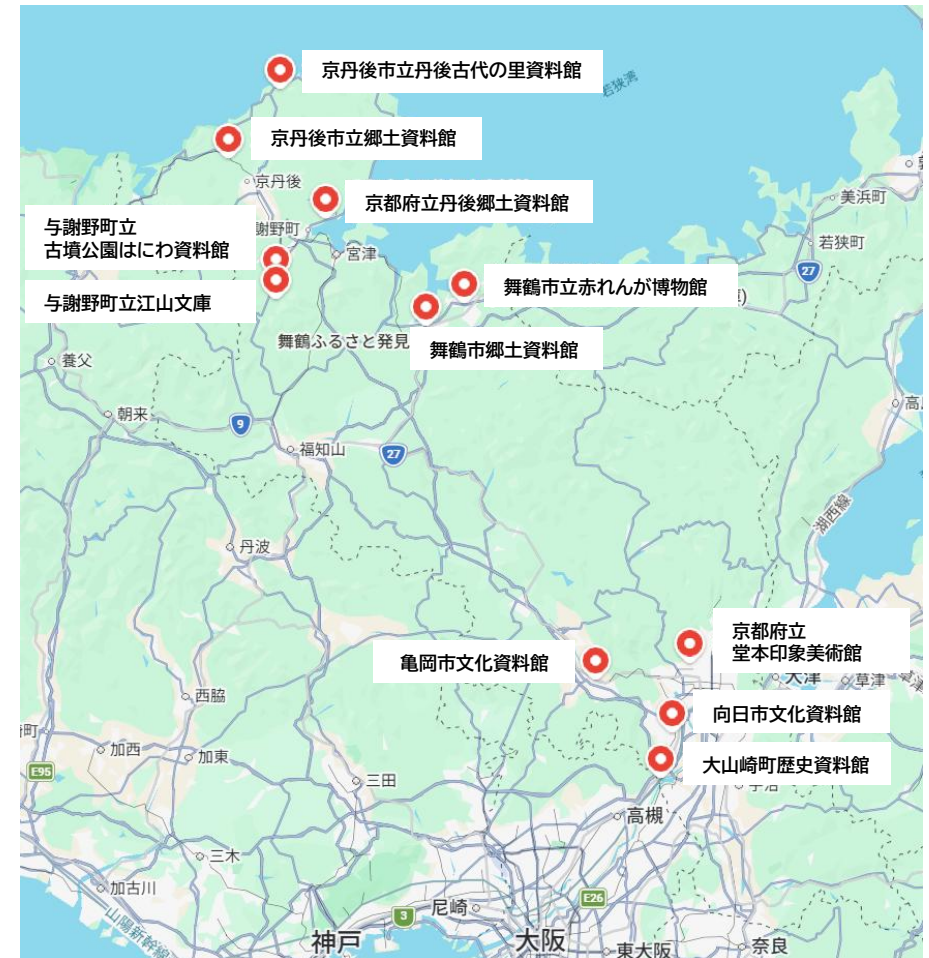 京丹後市立丹後古代の里資料館
若狭湾
京丹後市立郷土資料館
京丹後
美浜町
京都府立丹後郷土資料館
与謝野町立
古墳公園はにわ資料館
謝野町
宮津
若狭町
27
舞鶴市立赤れんが博物館
与謝野町立江山文庫
舞鶴ふるさと発見
舞鶴市郷土資料館
養父
朝来
9
福知山
27
湖西線
丹波
京都府立
堂本印象美術館
亀岡市文化資料館
大津
草津
西脇
向日市文化資料館
町
加西
加東
大山崎町歴史資料館
E95
三田
高槻
三木
加古川
尼崎
E26
3
山陽新幹線
神戸
大阪
東大阪
奈良